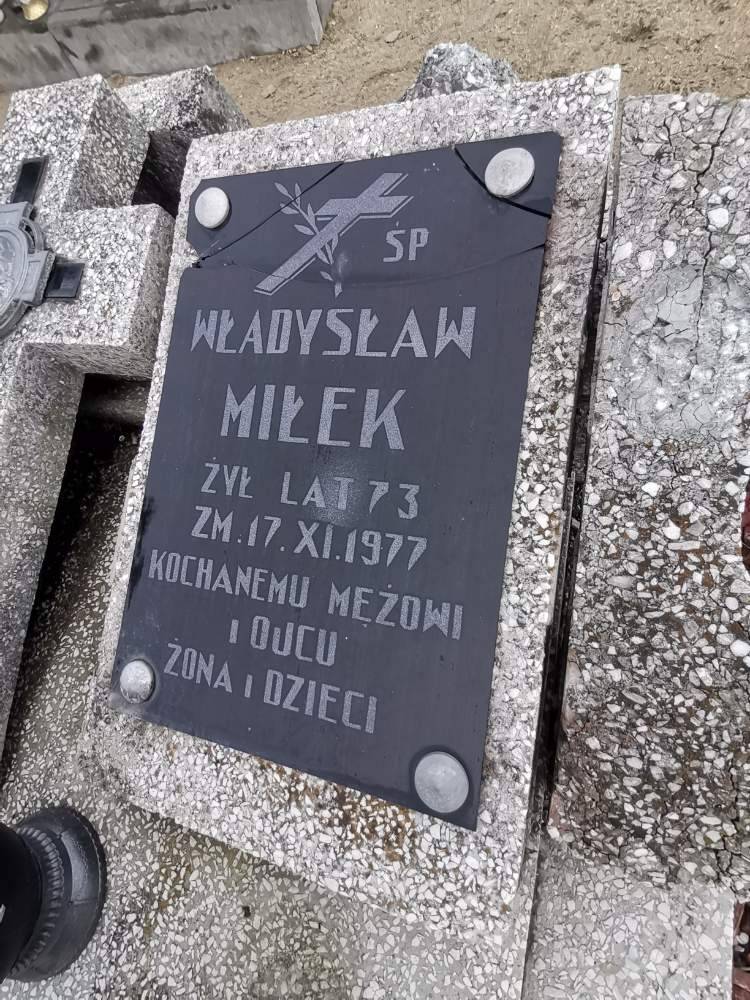 ŚP
WŁADYSŁAW
MIŁEK
ŻYŁ LAT 73
ZM. 17. XI. 1977
KOCHANEMU MĘŻOWI
i OJCU
ŻONA i DZIECI